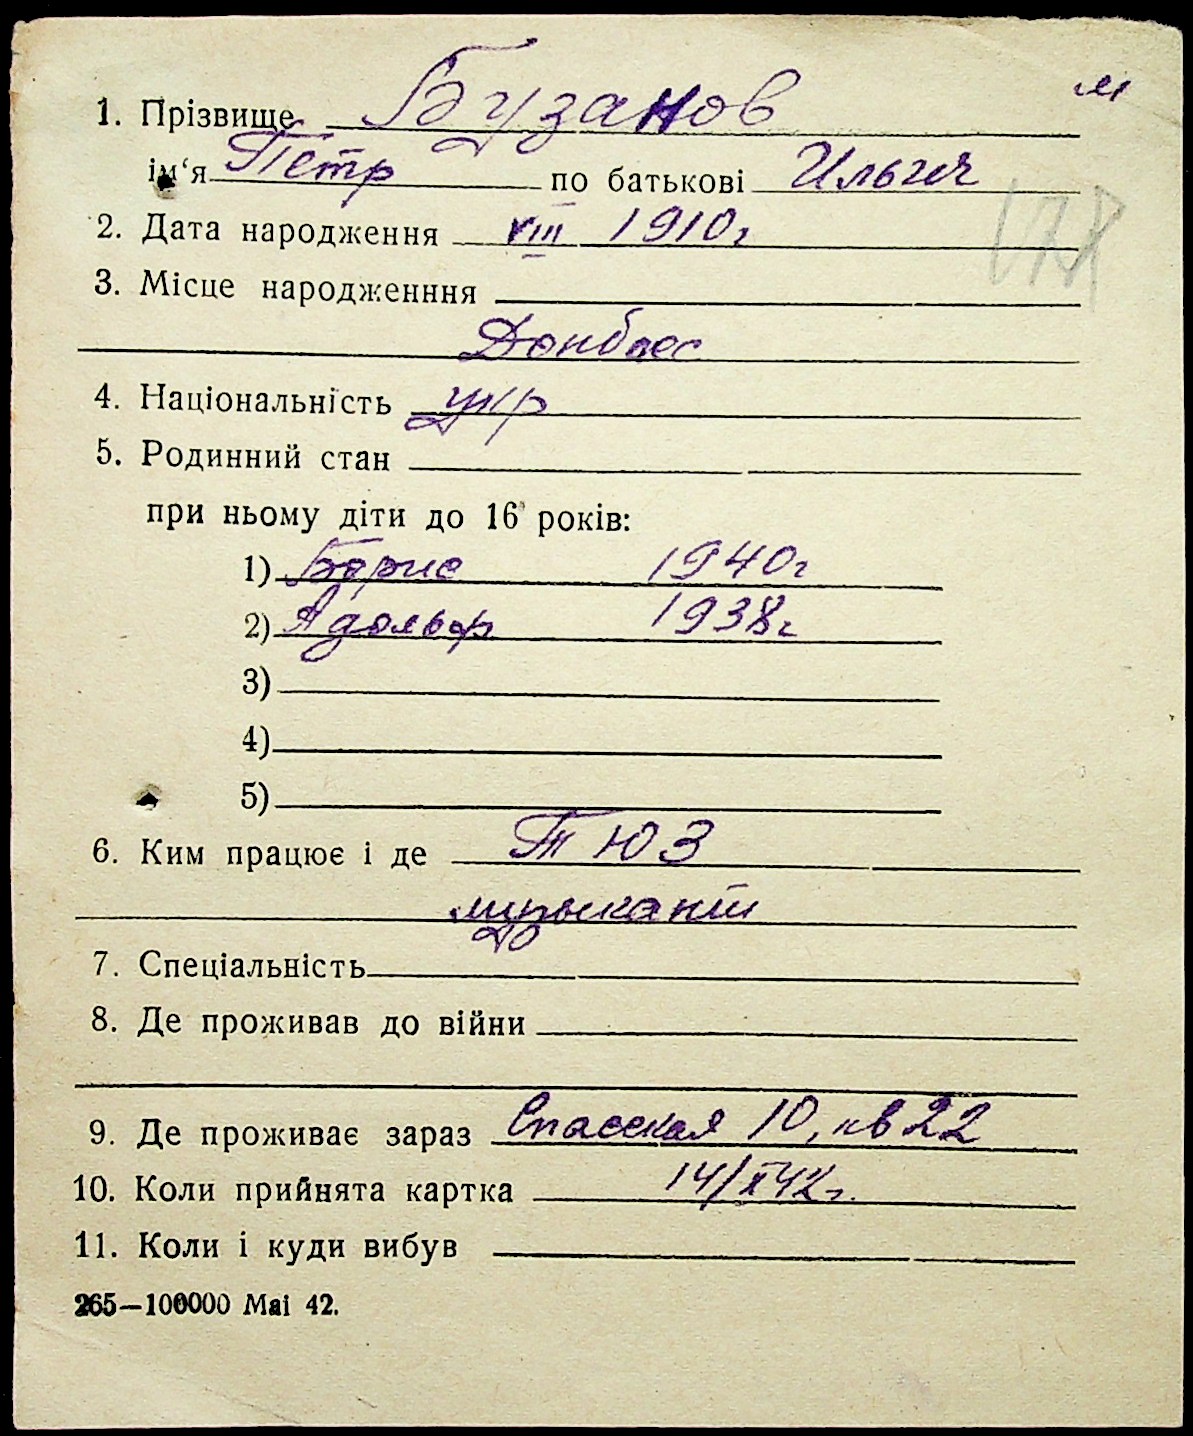 м
1. Прізвище Бузанов
ім‘я Петр по батькові Ильич
2. Дата народження VIII 1910г
178
3. Місце народженння
Донбасс
4. Національність укр
5. Родинний стан
при ньому діти до 16 років:
1) Борис 1940г
2) Адольф 1938г
3)
4)
5)
6. Ким працює і де ТЮЗ
музыкант
7. Спеціальність
8. Де проживав до війни
9. Де проживає зараз Спасская 10, кв 22
10. Коли прийнята картка 14/X 42г.
11. Коли і куди вибув
265—100000 Mai 42.